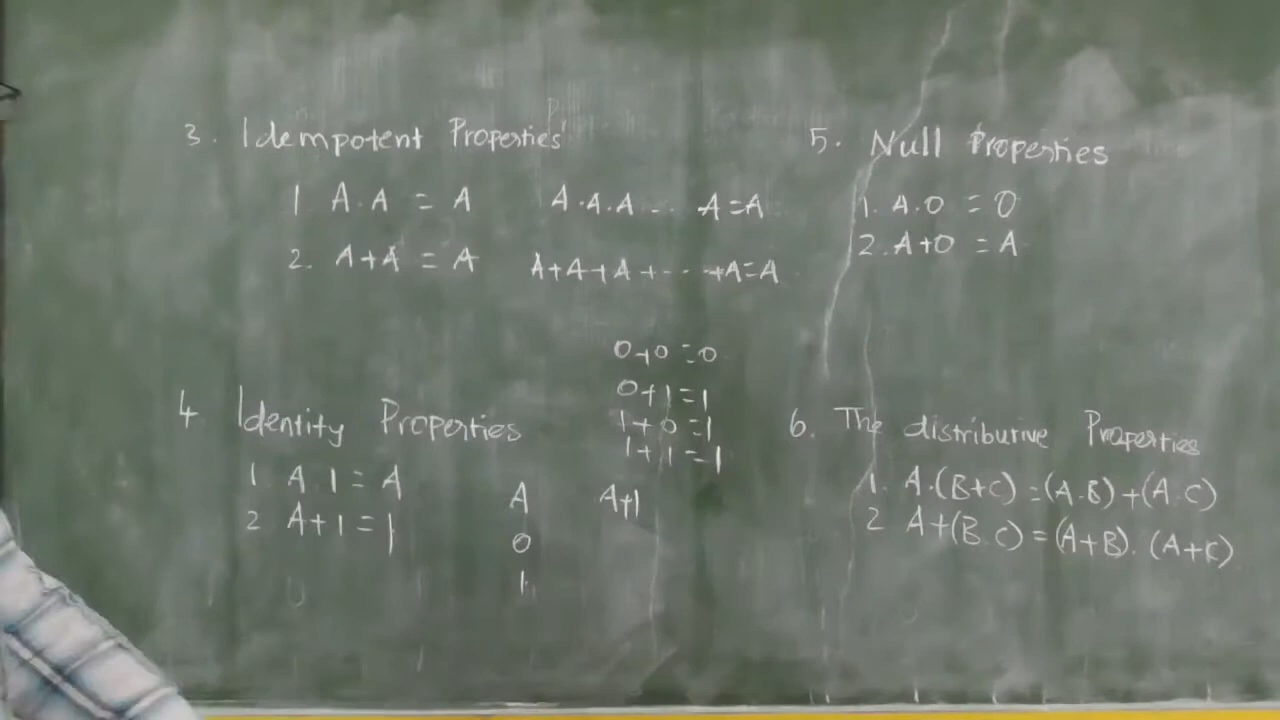 3. Idempotent Properties
1 A.A = A A.A.A... A=A
2. A+A = A A+A+A+...+A=A
0+0=0
0+1=1
1+0=1
1+1=1
4 Identity Properties
1. A.1 = A
2 A+1=1
A A+1
0
1
5. Null Properties
1. A.0 = 0
2. A+0 = A
6. The distributive Properties
1. A.(B+C)=(A.B)+(A.C)
2 A+(B.C)=(A+B).(A+C)